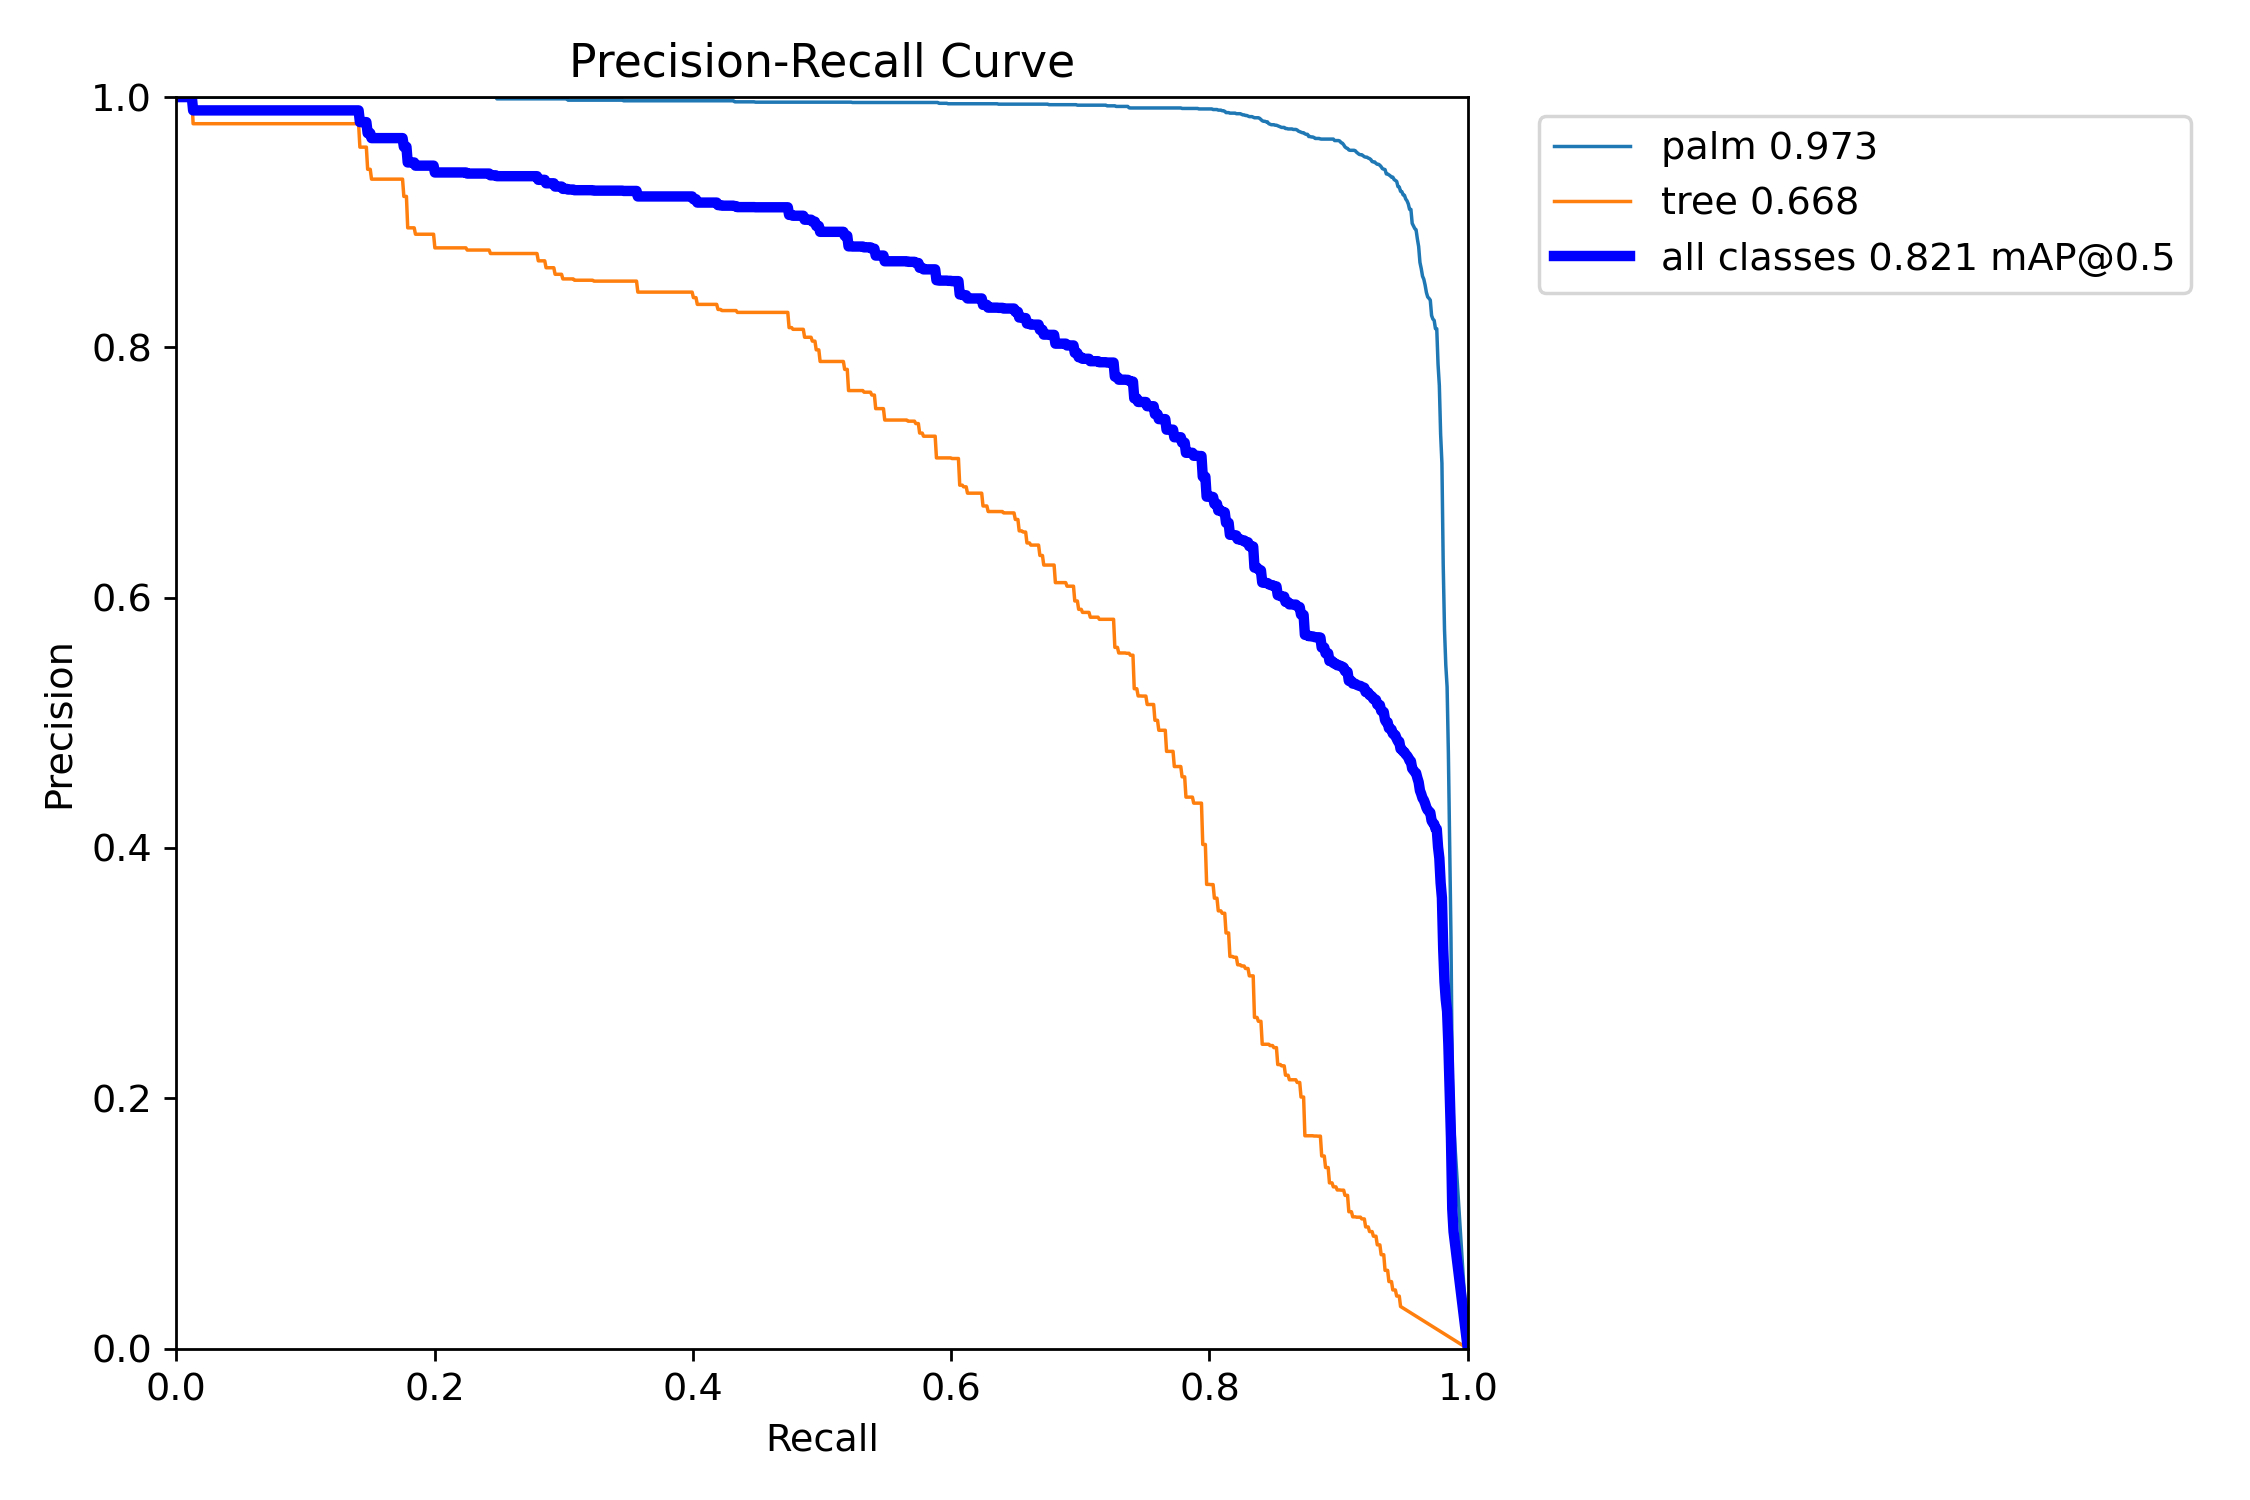 Precision-Recall Curve
1.0
0.8
0.6
0.4
0.2
0.0
Precision
0.0 0.2 0.4 0.6 0.8 1.0
Recall
palm 0.973
tree 0.668
all classes 0.821 mAP@0.5